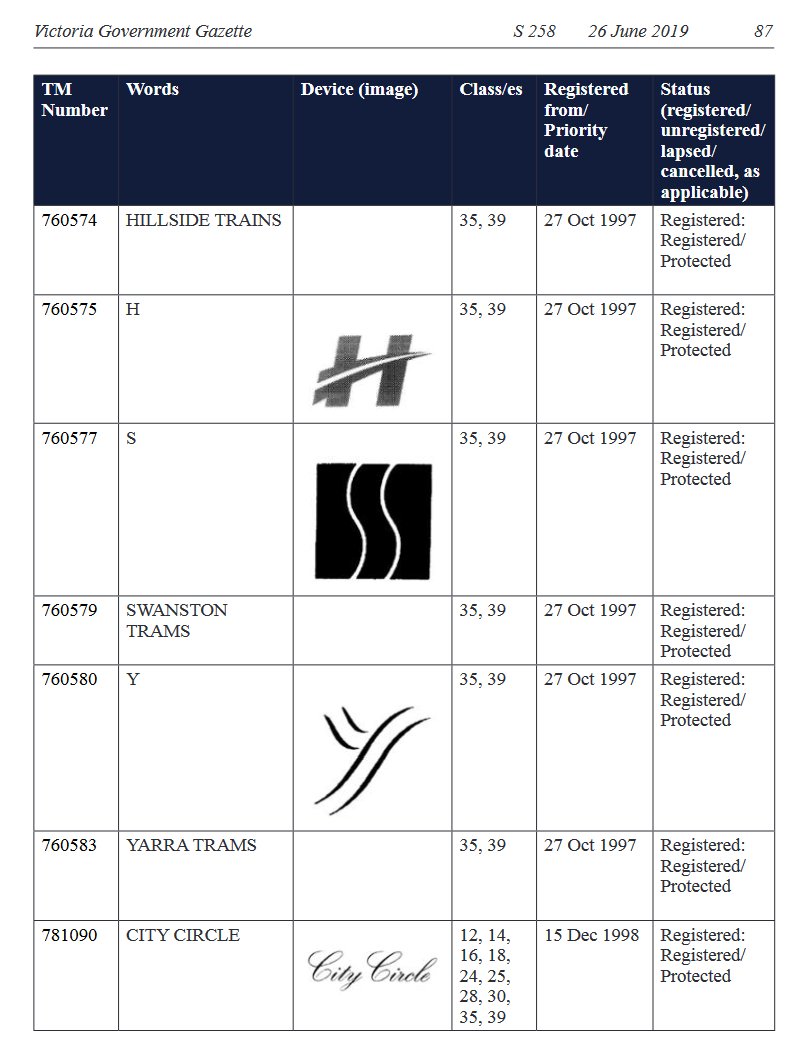 Victoria Government Gazette S 258 26 June 2019 87
TM Number Words Device (image) Class/es Registered from/ Priority date Status (registered/ unregistered/ lapsed/ cancelled, as applicable)
760574 HILLSIDE TRAINS 35, 39 27 Oct 1997 Registered: Registered/ Protected
760575 H H 35, 39 27 Oct 1997 Registered: Registered/ Protected
760577 S S 35, 39 27 Oct 1997 Registered: Registered/ Protected
760579 SWANSTON TRAMS 35, 39 27 Oct 1997 Registered: Registered/ Protected
760580 Y Y 35, 39 27 Oct 1997 Registered: Registered/ Protected
760583 YARRA TRAMS 35, 39 27 Oct 1997 Registered: Registered/ Protected
781090 CITY CIRCLE City Circle 12, 14, 16, 18, 24, 25, 28, 30, 35, 39 15 Dec 1998 Registered: Registered/ Protected